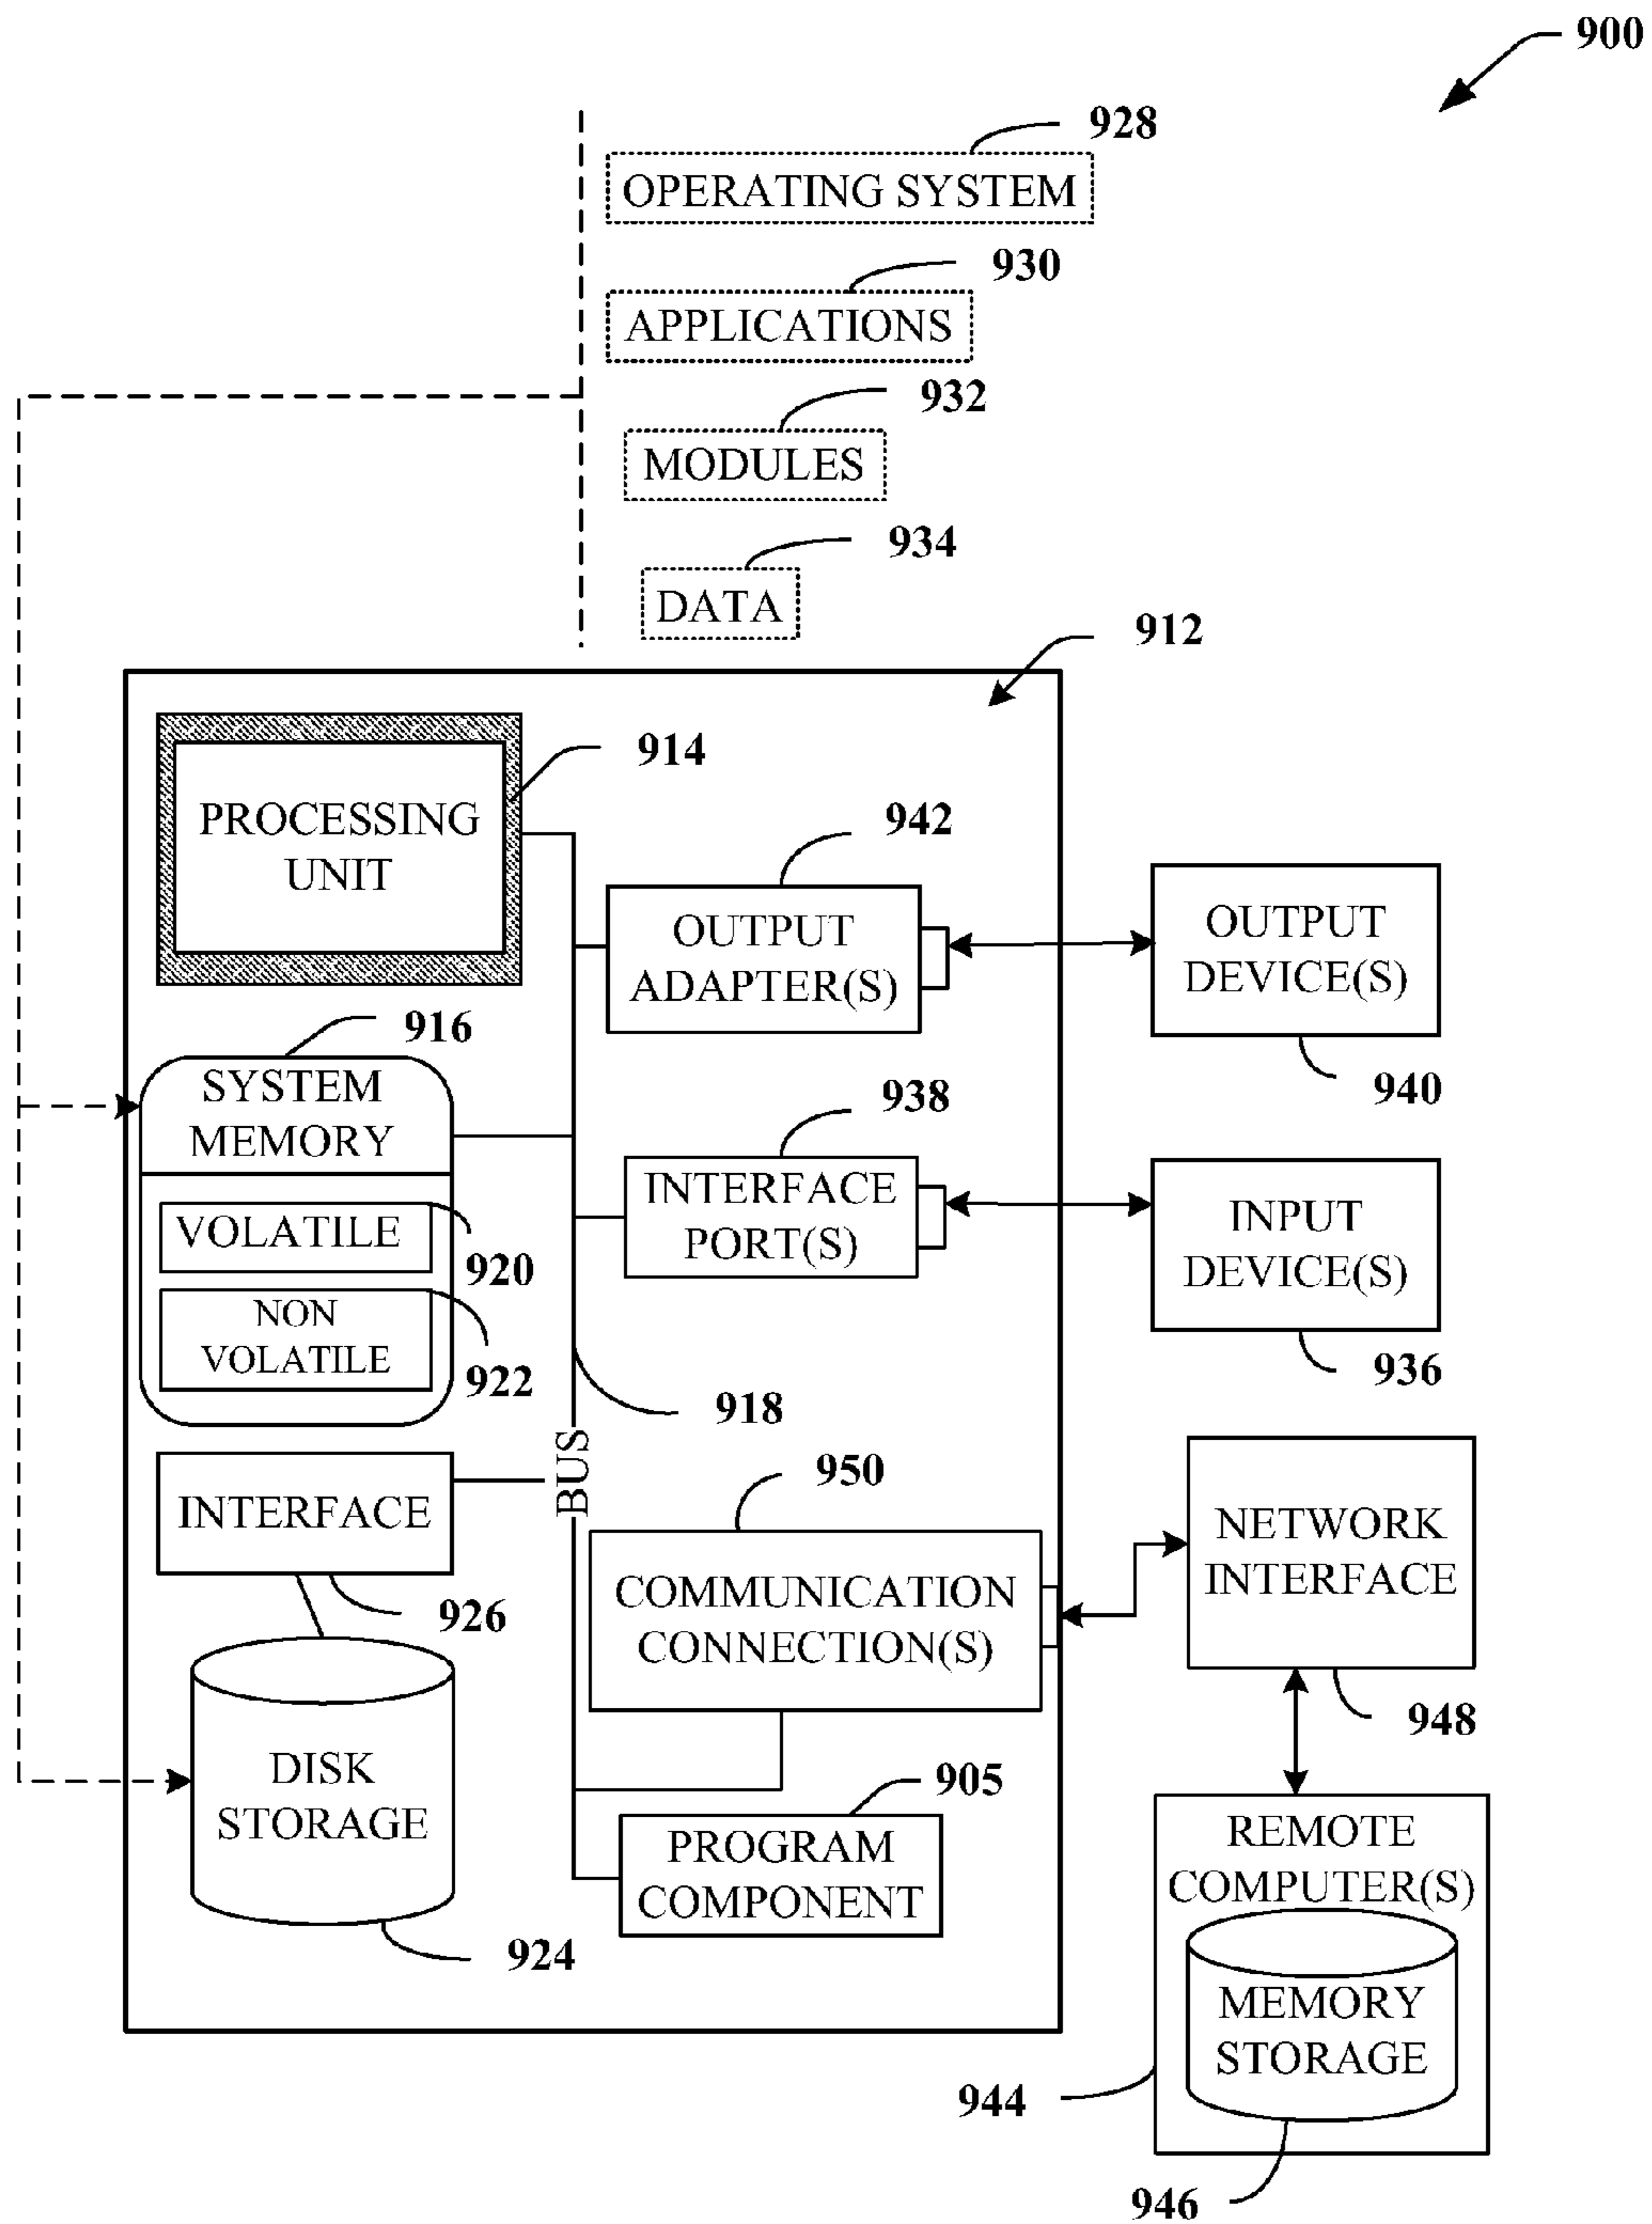 900
928
OPERATING SYSTEM
930
APPLICATIONS
932
MODULES
934
DATA
912
914
PROCESSING
UNIT
942
OUTPUT
ADAPTER(S)
OUTPUT
DEVICE(S)
940
916
SYSTEM
MEMORY
938
INTERFACE
PORT(S)
INPUT
DEVICE(S)
936
VOLATILE
920
NON
VOLATILE
922
918
BUS
INTERFACE
926
950
COMMUNICATION
CONNECTION(S)
NETWORK
INTERFACE
948
DISK
STORAGE
924
905
PROGRAM
COMPONENT
REMOTE
COMPUTER(S)
MEMORY
STORAGE
944
946